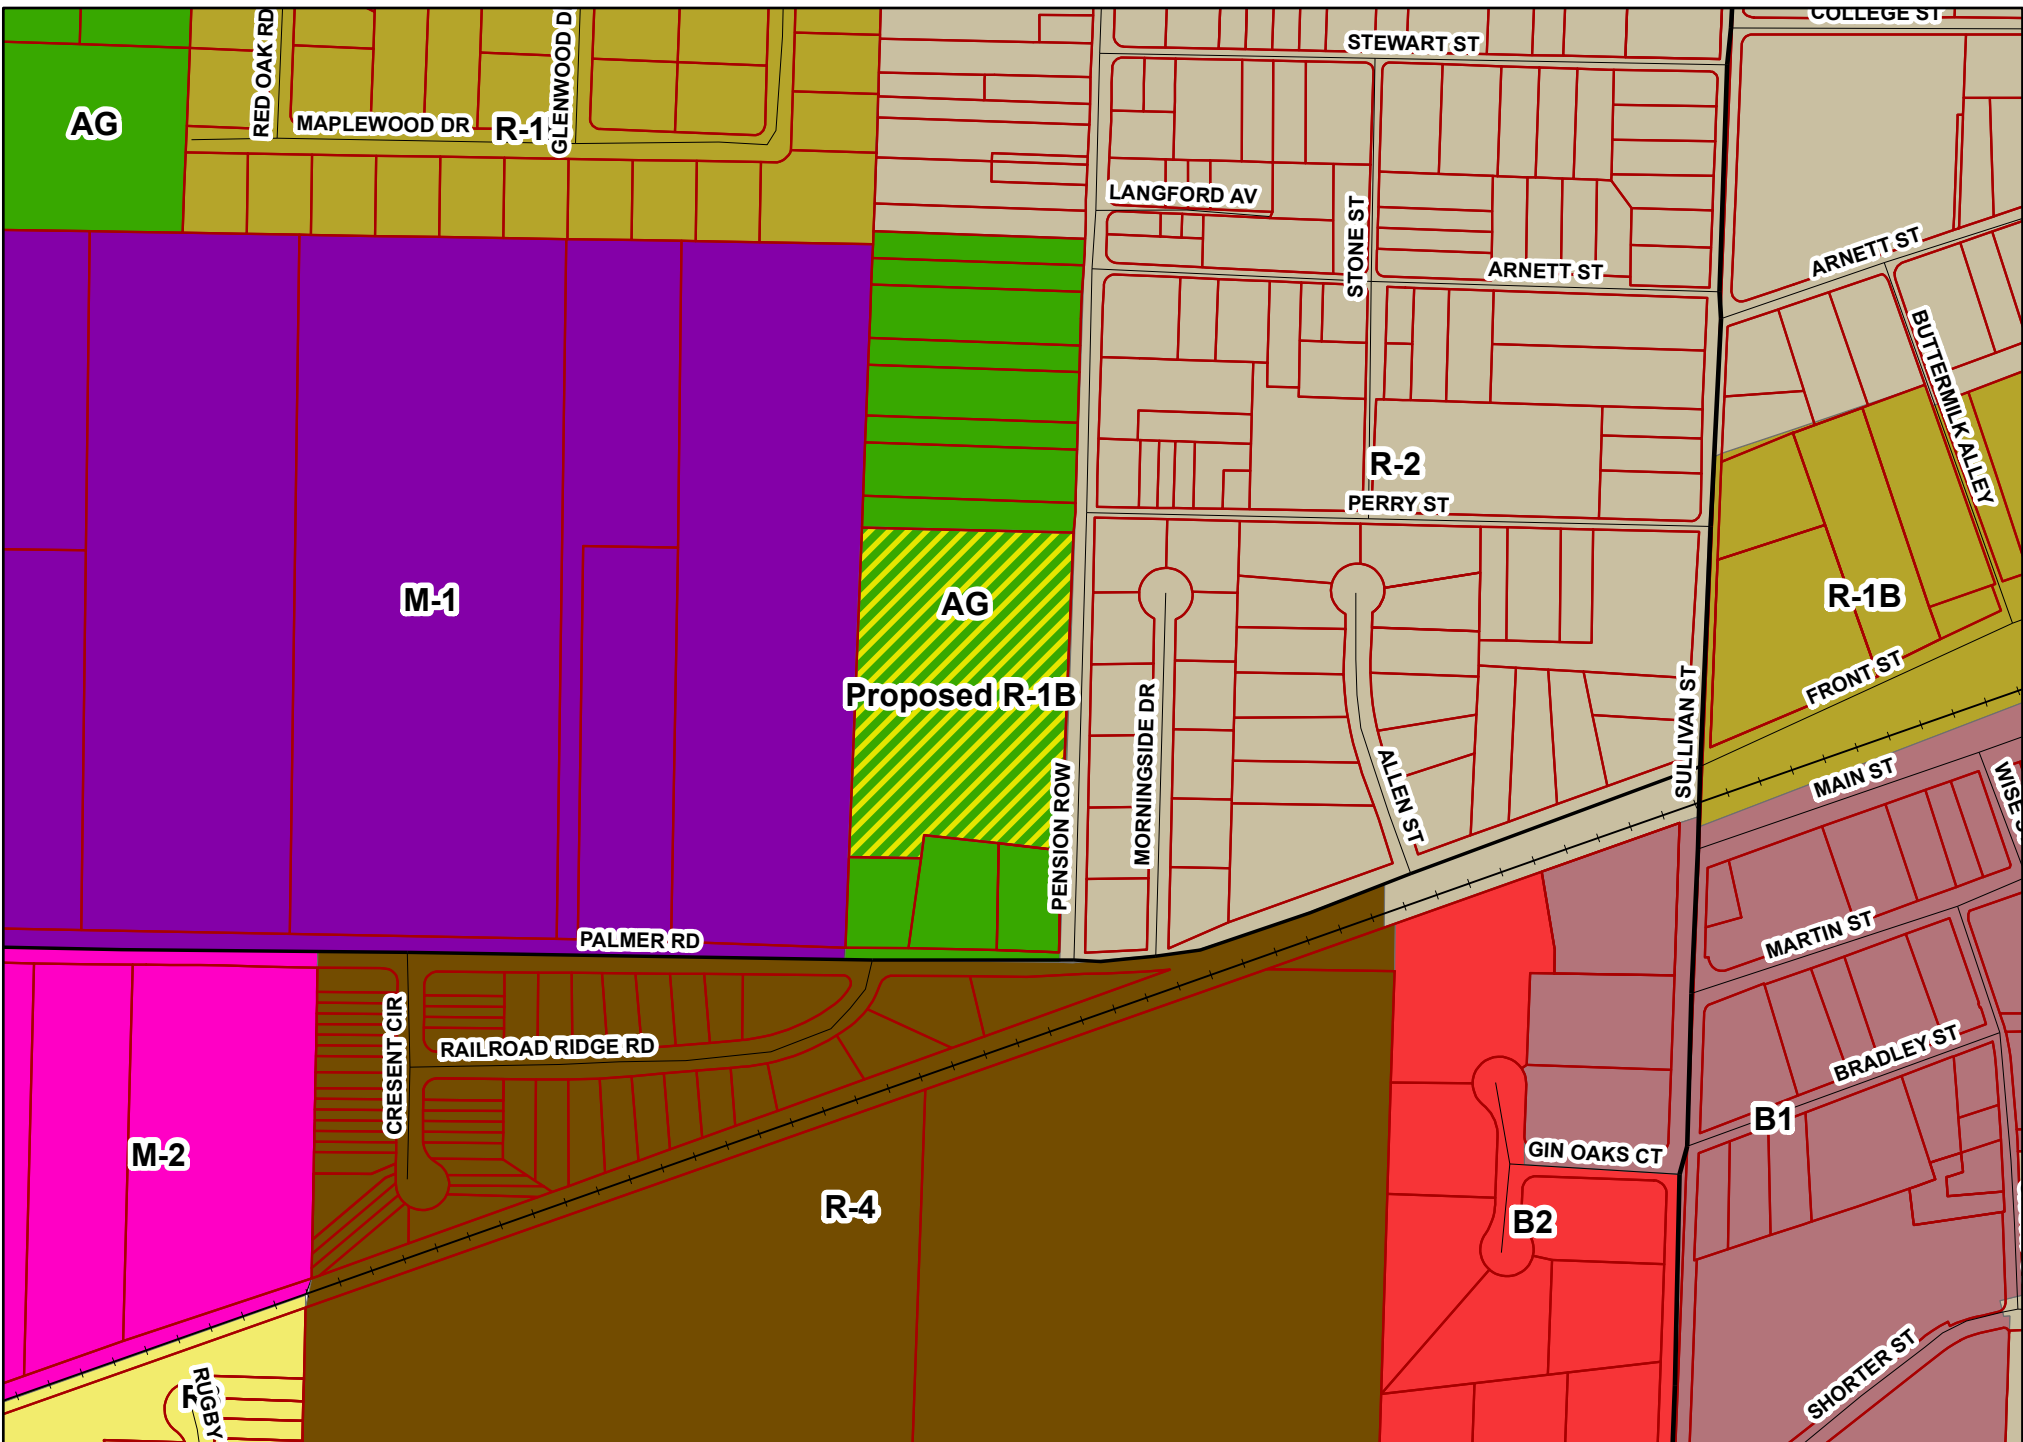 COLLEGE ST
STEWART ST
RED OAK RD
GLENWOOD D
AG
MAPLEWOOD DR
R-1
LANGFORD AV
STONE ST
ARNETT ST
ARNETT ST
BUTTERMILK ALLEY
R-2
PERRY ST
M-1
AG
R-1B
Proposed R-1B
FRONT ST
SULLIVAN ST
MORNINGSIDE DR
PENSION ROW
ALLEN ST
MAIN ST
WISE S
PALMER RD
MARTIN ST
CRESENT CIR
RAILROAD RIDGE RD
BRADLEY ST
B1
M-2
GIN OAKS CT
R-4
B2
SHORTER ST
RUGBY